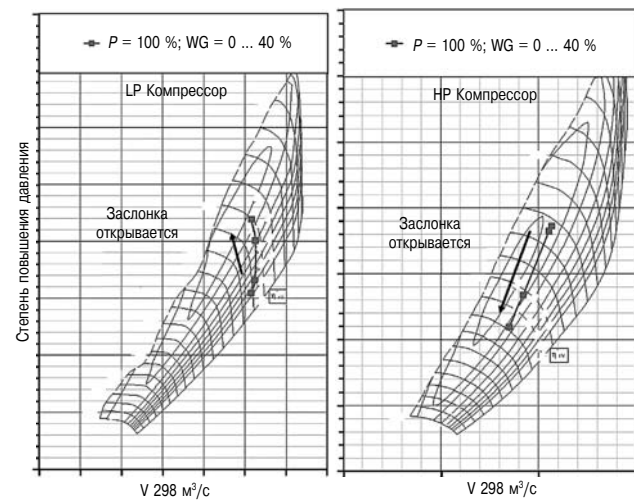 P = 100 %; WG = 0 ... 40 %
LP Компрессор
Заслонка
открывается
Степень повышения давления
V 298 м³/с
P = 100 %; WG = 0 ... 40 %
HP Компрессор
Заслонка
открывается
V 298 м³/с